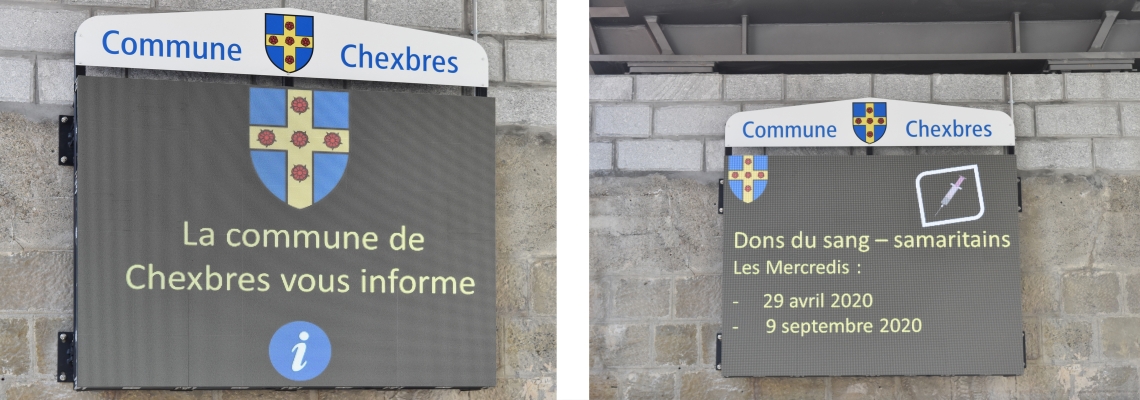 Commune Chexbres
La commune de
Chexbres vous informe
i
Commune Chexbres
Dons du sang – samaritains
Les Mercredis :
- 29 avril 2020
- 9 septembre 2020